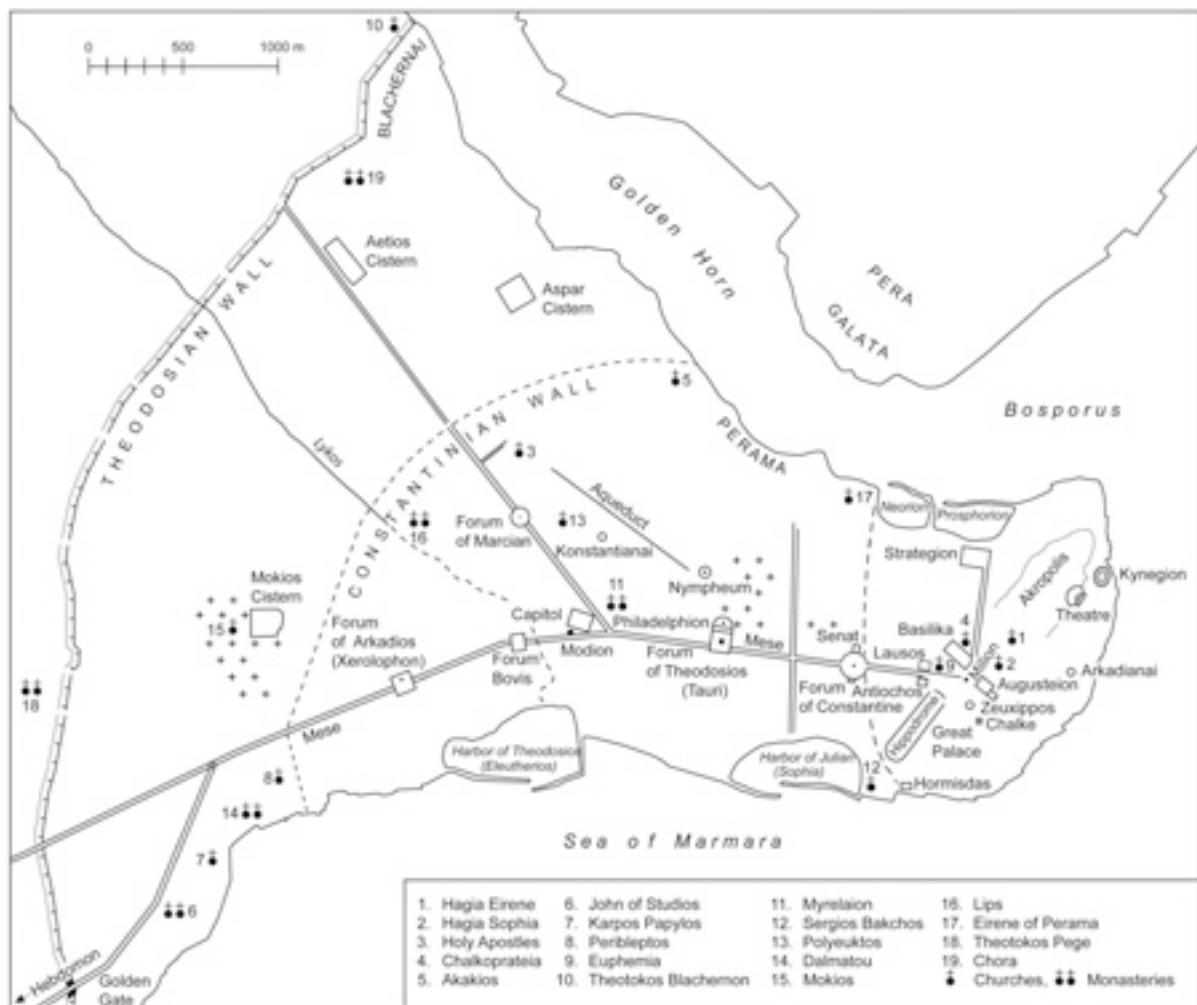 0 500 1000 m
10
BLACHERNAI
19
Golden Horn
Aetios
Cistern
Aspar
Cistern
PERA
GALATA
THEODOSIAN WALL
CONSTANTINIAN WALL
5
Bosporus
Lykos
PERAMA
3
Aqueduct
17
Neorion
Prosphorion
Forum
of Marcian
13
Konstantianai
16
Strategion
Akropolis
Kynegion
Theatre
Mokios
Cistern
15
Nympheum
11
Capitol
Philadelphion
Mese
Senat
Basilika
4
1
Forum
of Arkadios
(Xerolophon)
Modion
Forum
Bovis
Forum
of Theodosios
(Tauri)
Lausos
9
Milion
2
Arkadianai
Forum
of Constantine
Antiochos
Augusteion
Zeuxippos
Chalke
18
Mese
Hippodrome
Great
Palace
Harbor of Theodosios
(Eleutherios)
Harbor of Julian
(Sophia)
12
Hormisdas
8
14
7
6
Sea of Marmara
Hebdomon
Golden
Gate
1. Hagia Eirene
2. Hagia Sophia
3. Holy Apostles
4. Chalkoprateia
5. Akakios
6. John of Studios
7. Karpos Papylos
8. Peribleptos
9. Euphemia
10. Theotokos Blachernon
11. Myrelaion
12. Sergios Bakchos
13. Polyeuktos
14. Dalmatou
15. Mokios
16. Lips
17. Eirene of Perama
18. Theotokos Pege
19. Chora
Churches, Monasteries